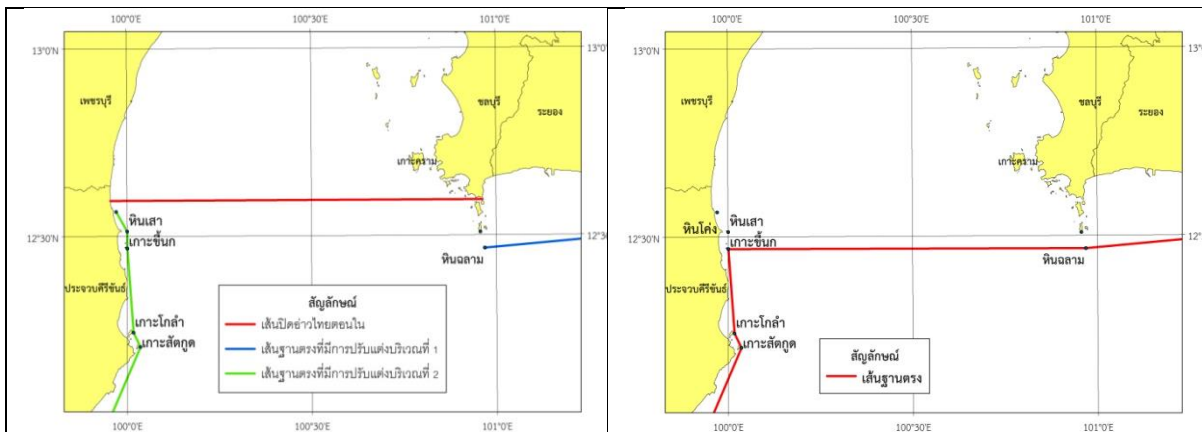 100°0'E 100°30'E 101°0'E
13°0'N
เพชรบุรี
ชลบุรี
ระยอง
เกาะคราม
หินเสา
12°30'N
เกาะขี้นก
หินฉลาม
ประจวบคีรีขันธ์
เกาะโกลำ
เกาะสัตกูด
สัญลักษณ์
เส้นปิดอ่าวไทยตอนใน
เส้นฐานตรงที่มีการปรับแต่งบริเวณที่ 1
เส้นฐานตรงที่มีการปรับแต่งบริเวณที่ 2
100°0'E 100°30'E 101°0'E
100°0'E 100°30'E 101°0'E
13°0'N
เพชรบุรี
ชลบุรี
ระยอง
เกาะคราม
หินโค่ง
หินเสา
12°30'N
เกาะขี้นก
หินฉลาม
ประจวบคีรีขันธ์
เกาะโกลำ
เกาะสัตกูด
สัญลักษณ์
เส้นฐานตรง
100°0'E 100°30'E 101°0'E